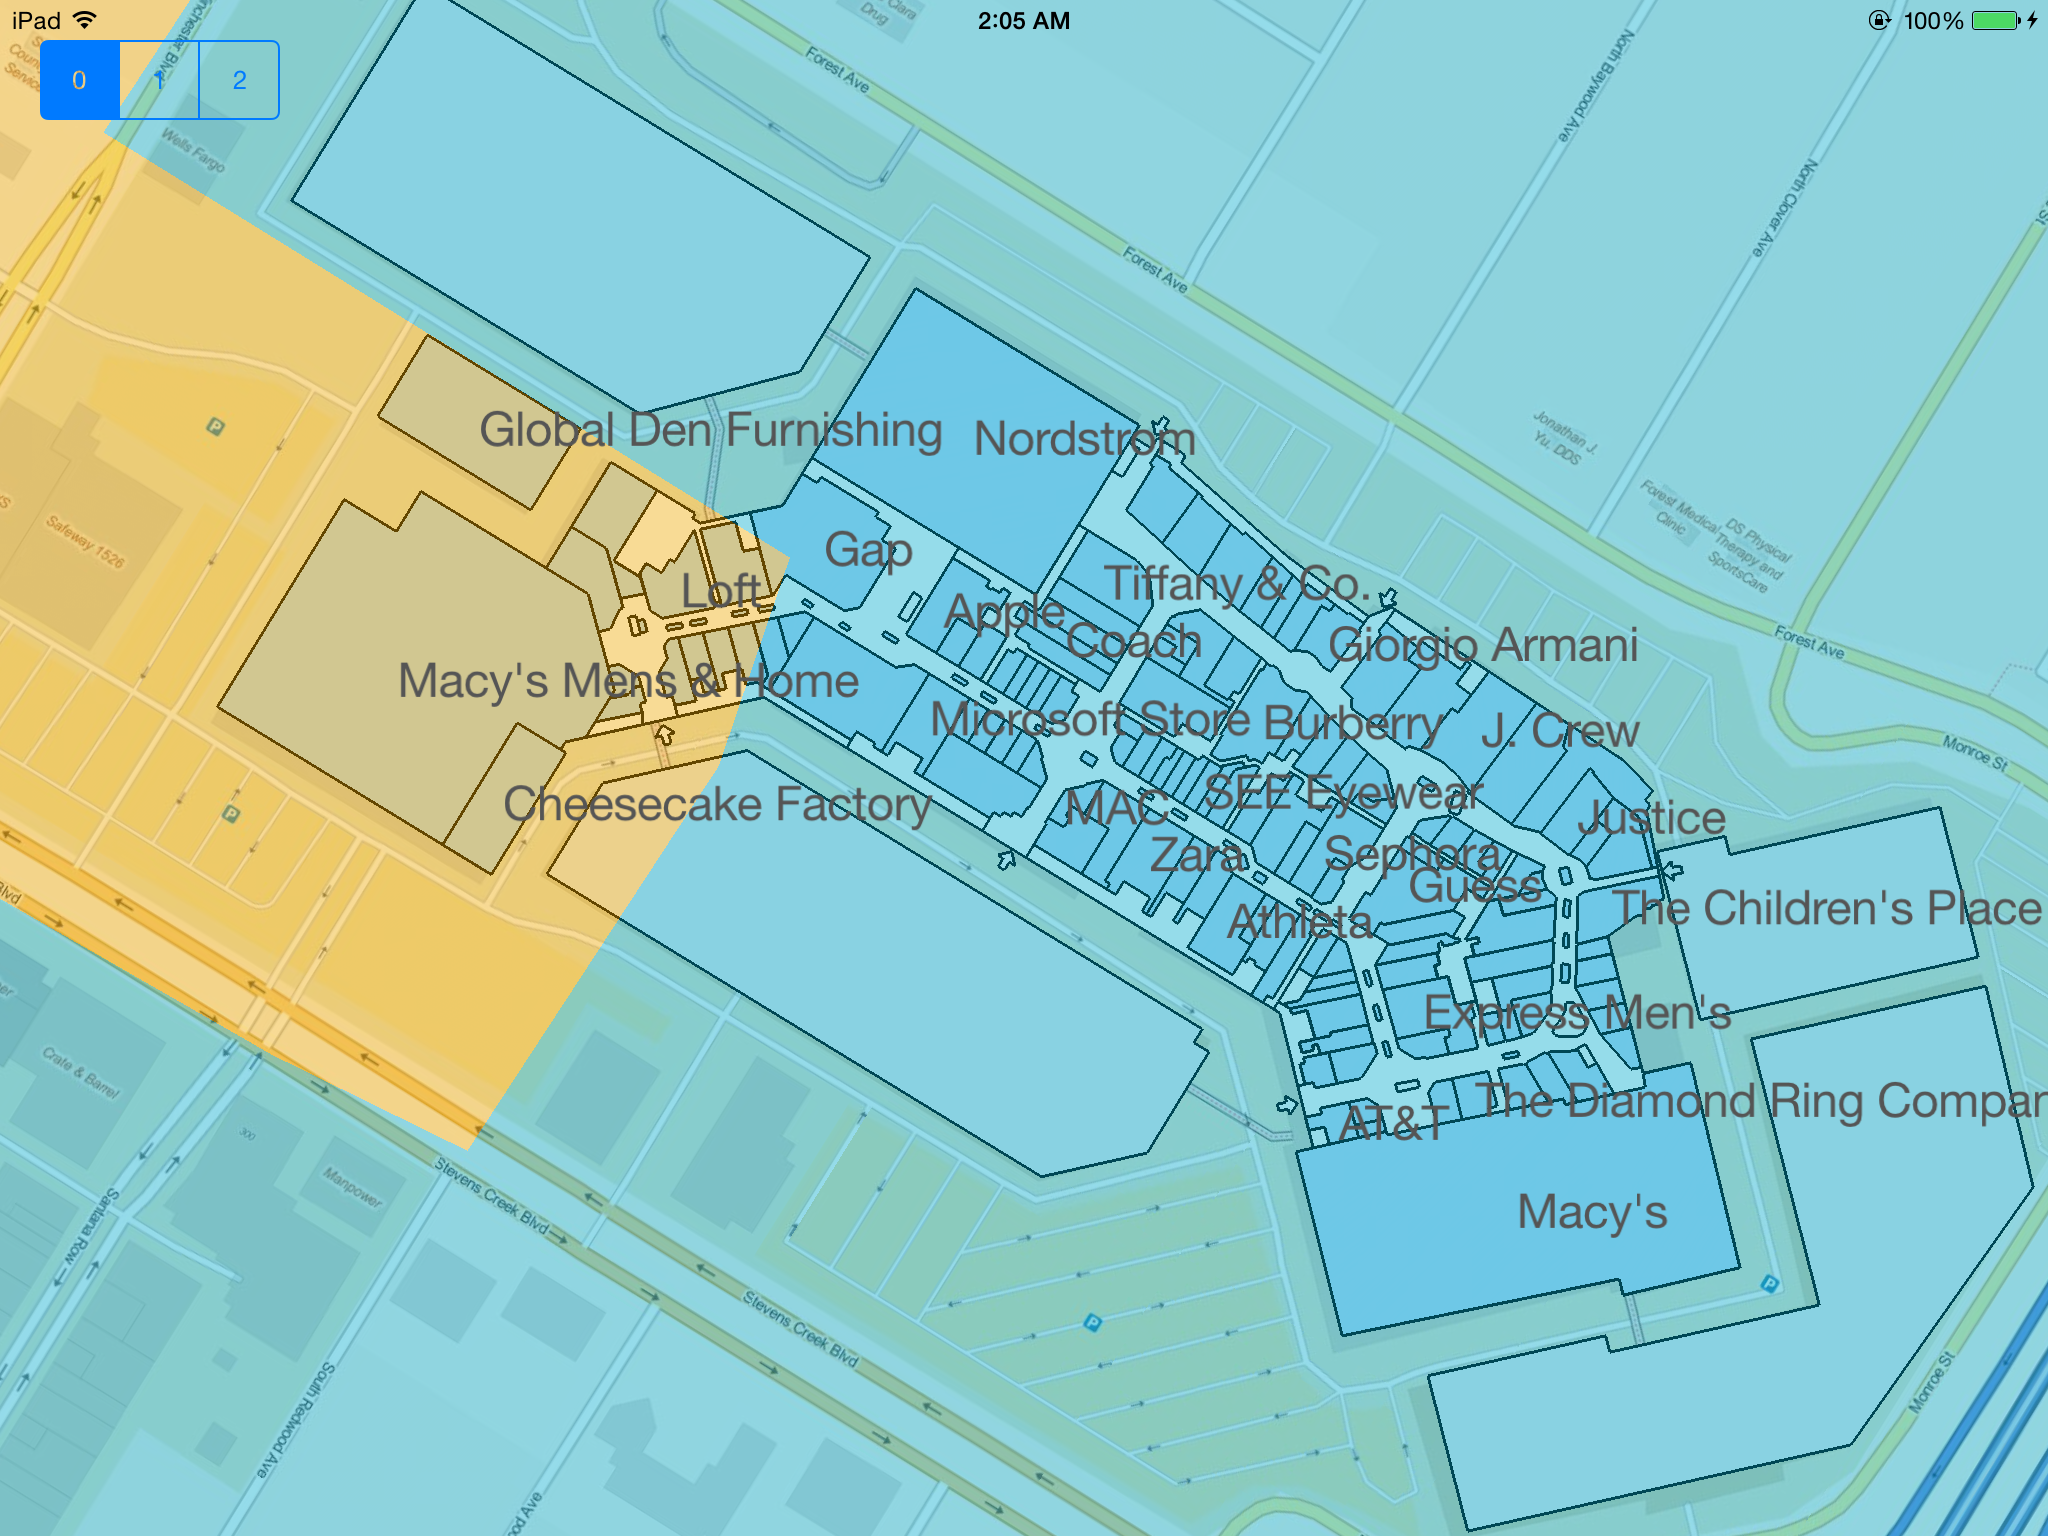 iPad
2:05 AM
100%
0
1
2
Drug
Forest Ave
North Baywood Ave
North Clover Ave
Wells Fargo
Forest Ave
Global Den Furnishing
Nordstrom
Jonathan J.
Yu. DDS
Forest Medical
Clinic
DS Physical
Therapy and
SportsCare
P
Safeway 1526
Gap
Loft
Apple
Tiffany & Co.
Coach
Giorgio Armani
Forest Ave
Macy's Mens & Home
Microsoft Store
Burberry
J. Crew
Monroe St
Cheesecake Factory
P
MAC
SEE Eyewear
Justice
Zara
Sephora
Guess
Athleta
The Children's Place
Blvd
Express Men's
Crate & Barrel
300
Manpower
AT&T
The Diamond Ring Compan
Stevens Creek Blvd
Santana Row
Macy's
P
P
Stevens Creek Blvd
South Redwood Ave
Monroe St